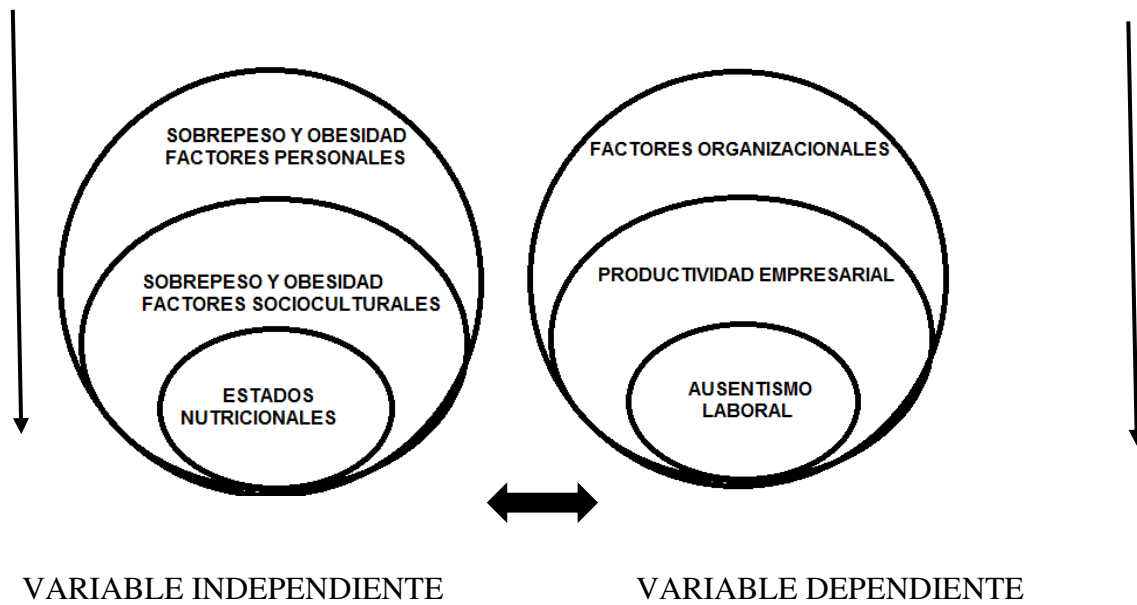 SOBREPESO Y OBESIDAD
FACTORES PERSONALES
SOBREPESO Y OBESIDAD
FACTORES SOCIOCULTURALES
ESTADOS
NUTRICIONALES
FACTORES ORGANIZACIONALES
PRODUCTIVIDAD EMPRESARIAL
AUSENTISMO
LABORAL
VARIABLE INDEPENDIENTE
VARIABLE DEPENDIENTE